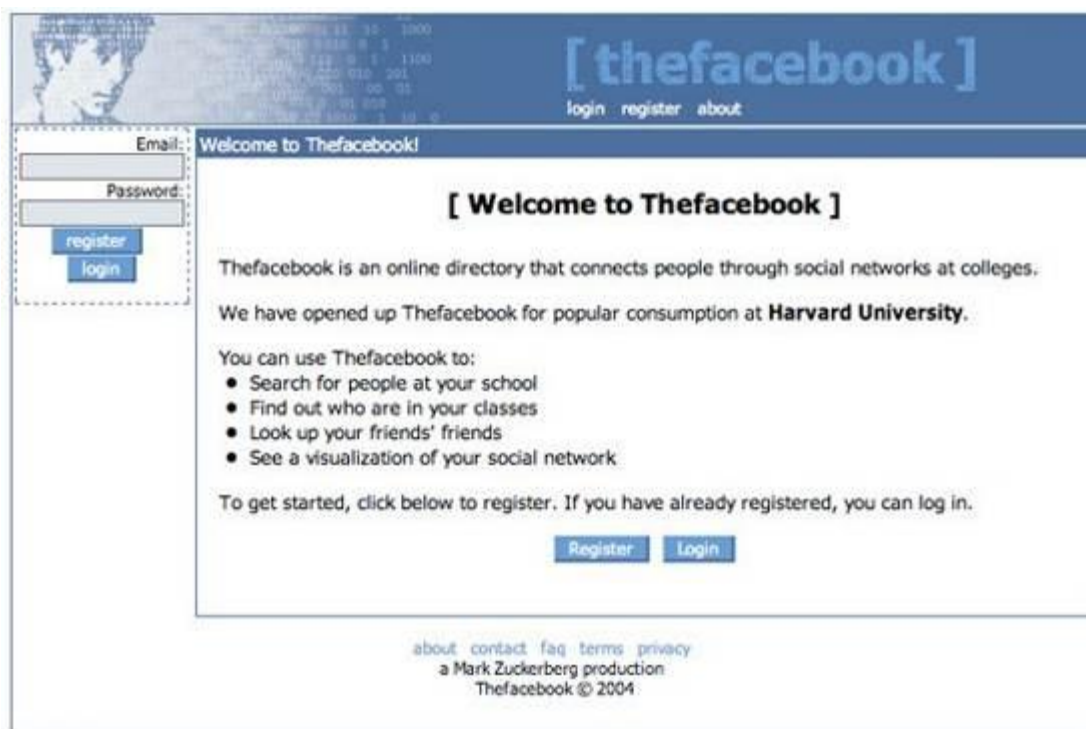 [ thefacebook ]
login register about
Email:
Password:
register
login
Welcome to Thefacebook!
[ Welcome to Thefacebook ]
Thefacebook is an online directory that connects people through social networks at colleges.
We have opened up Thefacebook for popular consumption at Harvard University.
You can use Thefacebook to:
• Search for people at your school
• Find out who are in your classes
• Look up your friends' friends
• See a visualization of your social network
To get started, click below to register. If you have already registered, you can log in.
Register Login
about contact faq terms privacy
a Mark Zuckerberg production
Thefacebook © 2004